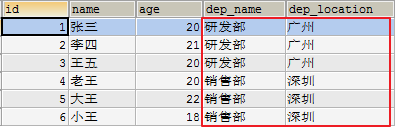 id name age dep_name dep_location
1 张三 20 研发部 广州
2 李四 21 研发部 广州
3 王五 20 研发部 广州
4 老王 20 销售部 深圳
5 大王 22 销售部 深圳
6 小王 18 销售部 深圳